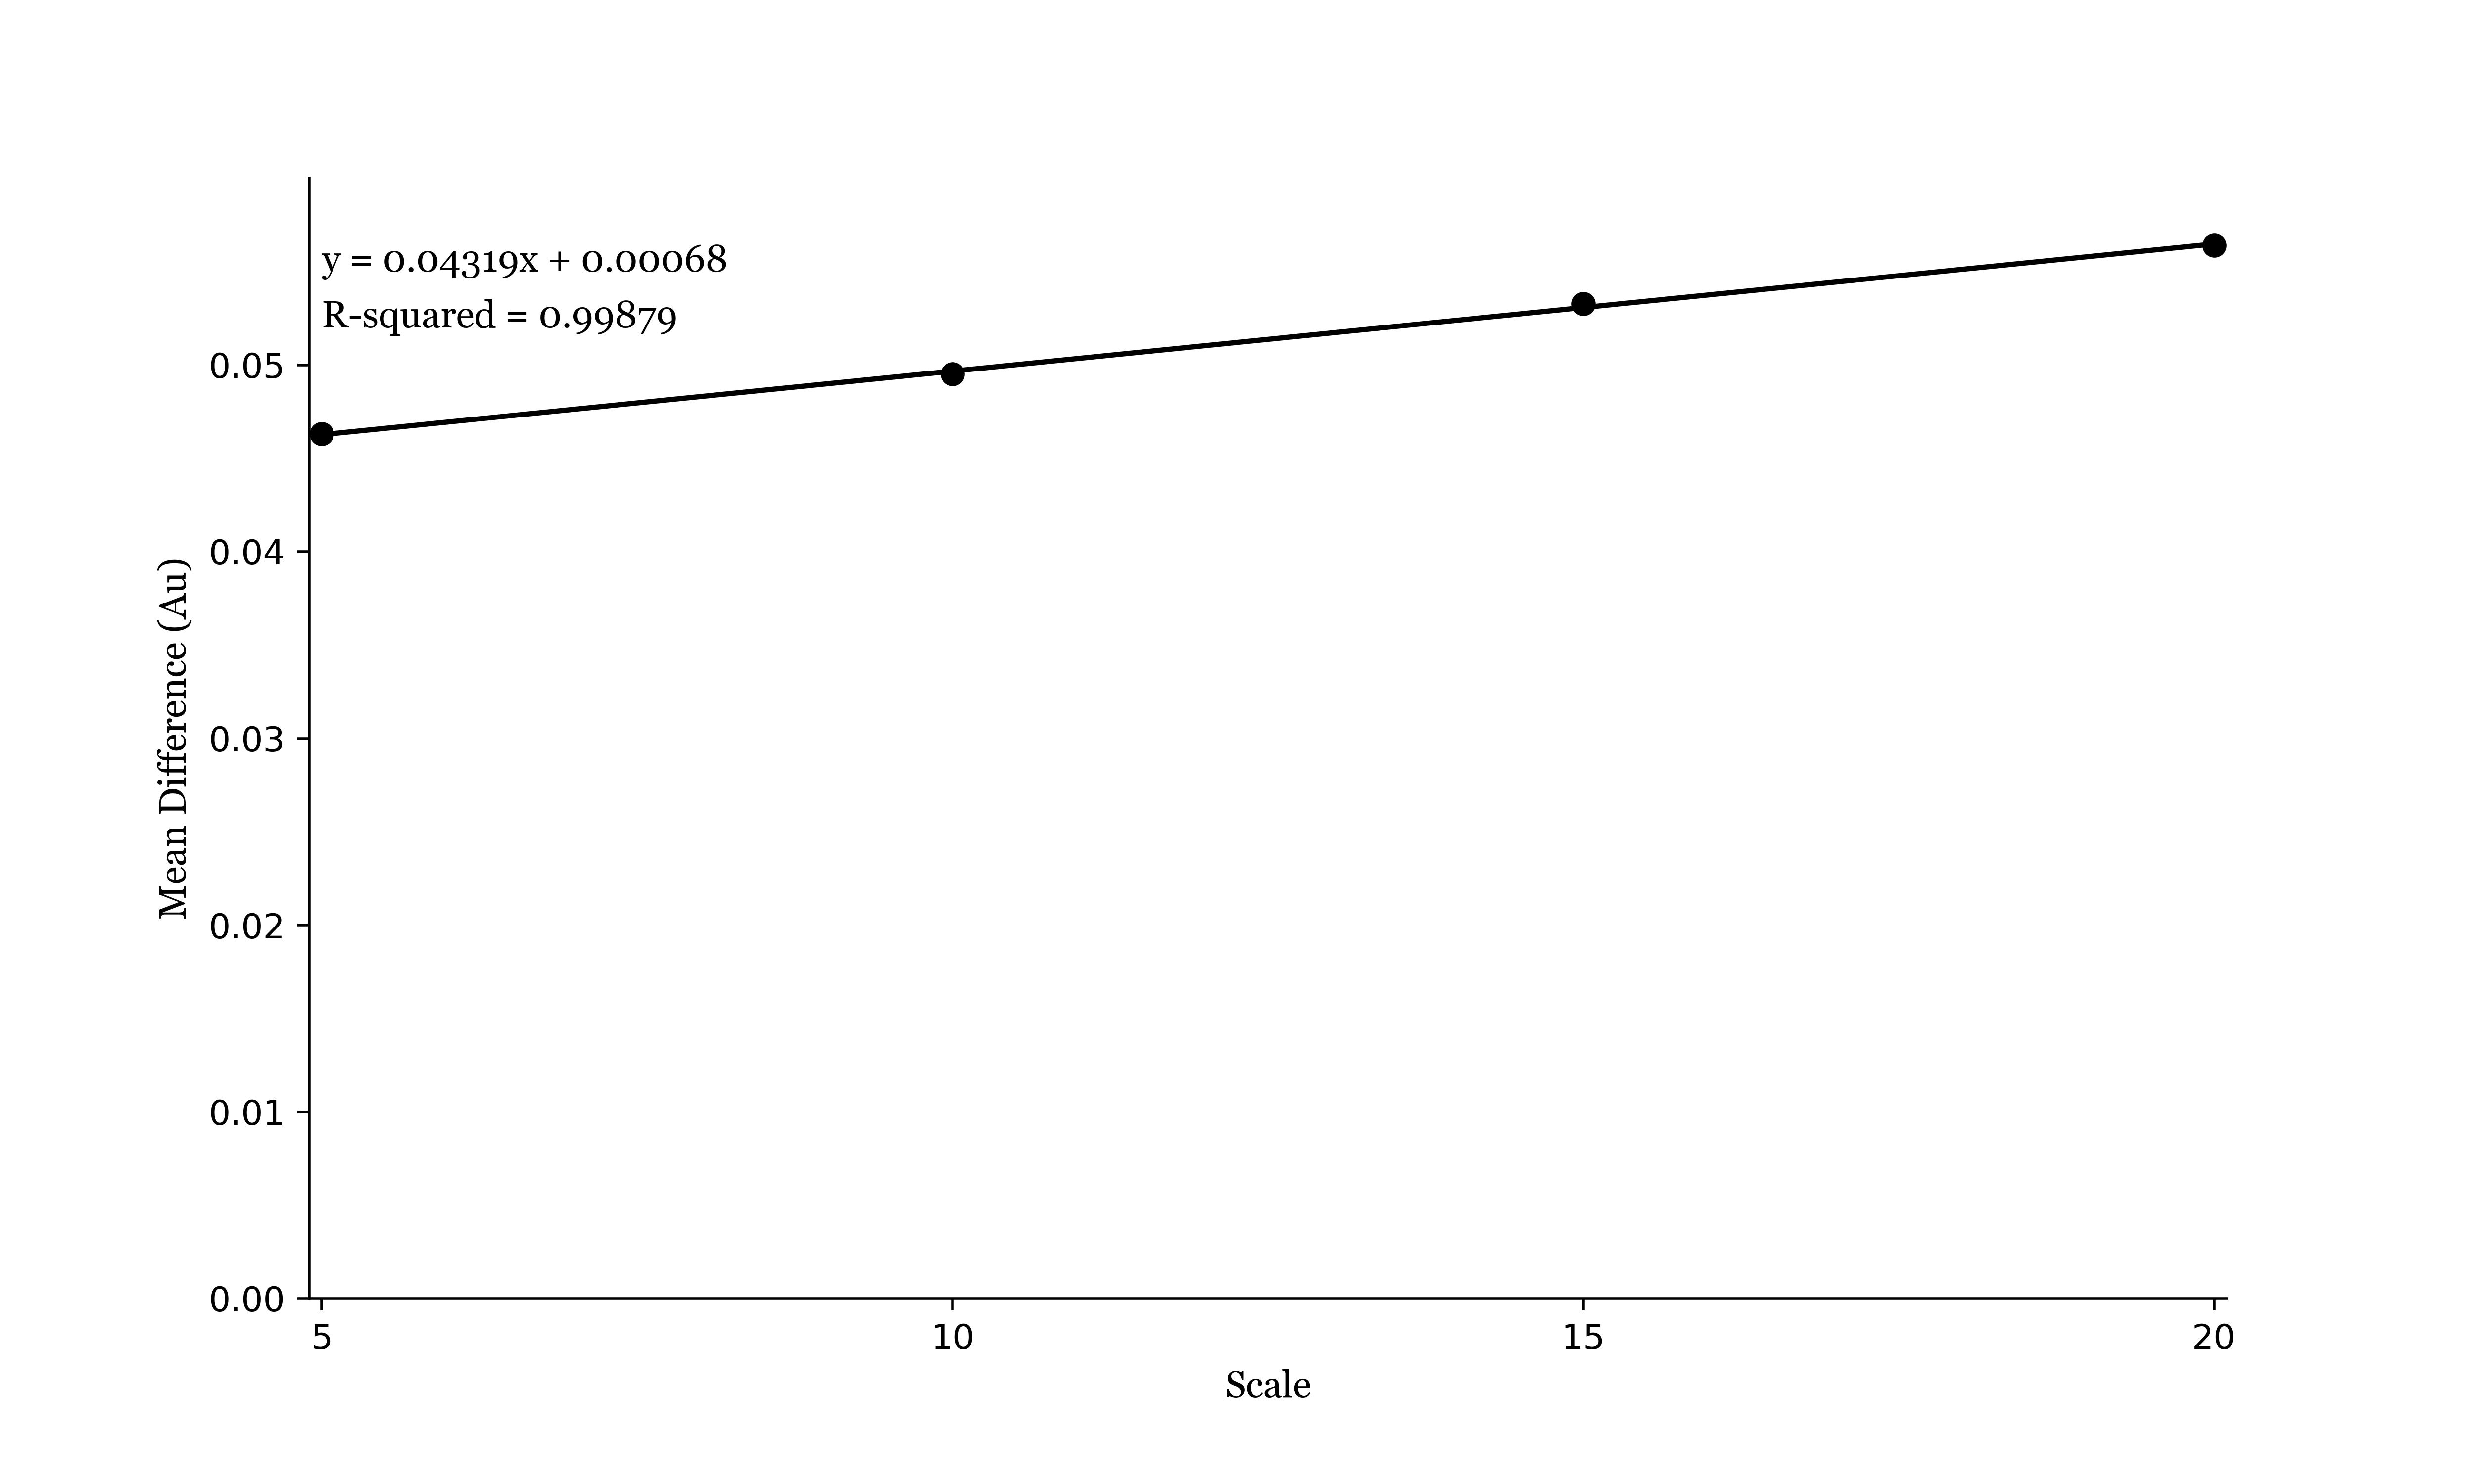 y = 0.04319x + 0.00068
R-squared = 0.99879
0.05
0.04
0.03
0.02
0.01
0.00
Mean Difference (Au)
5 10 15 20
Scale